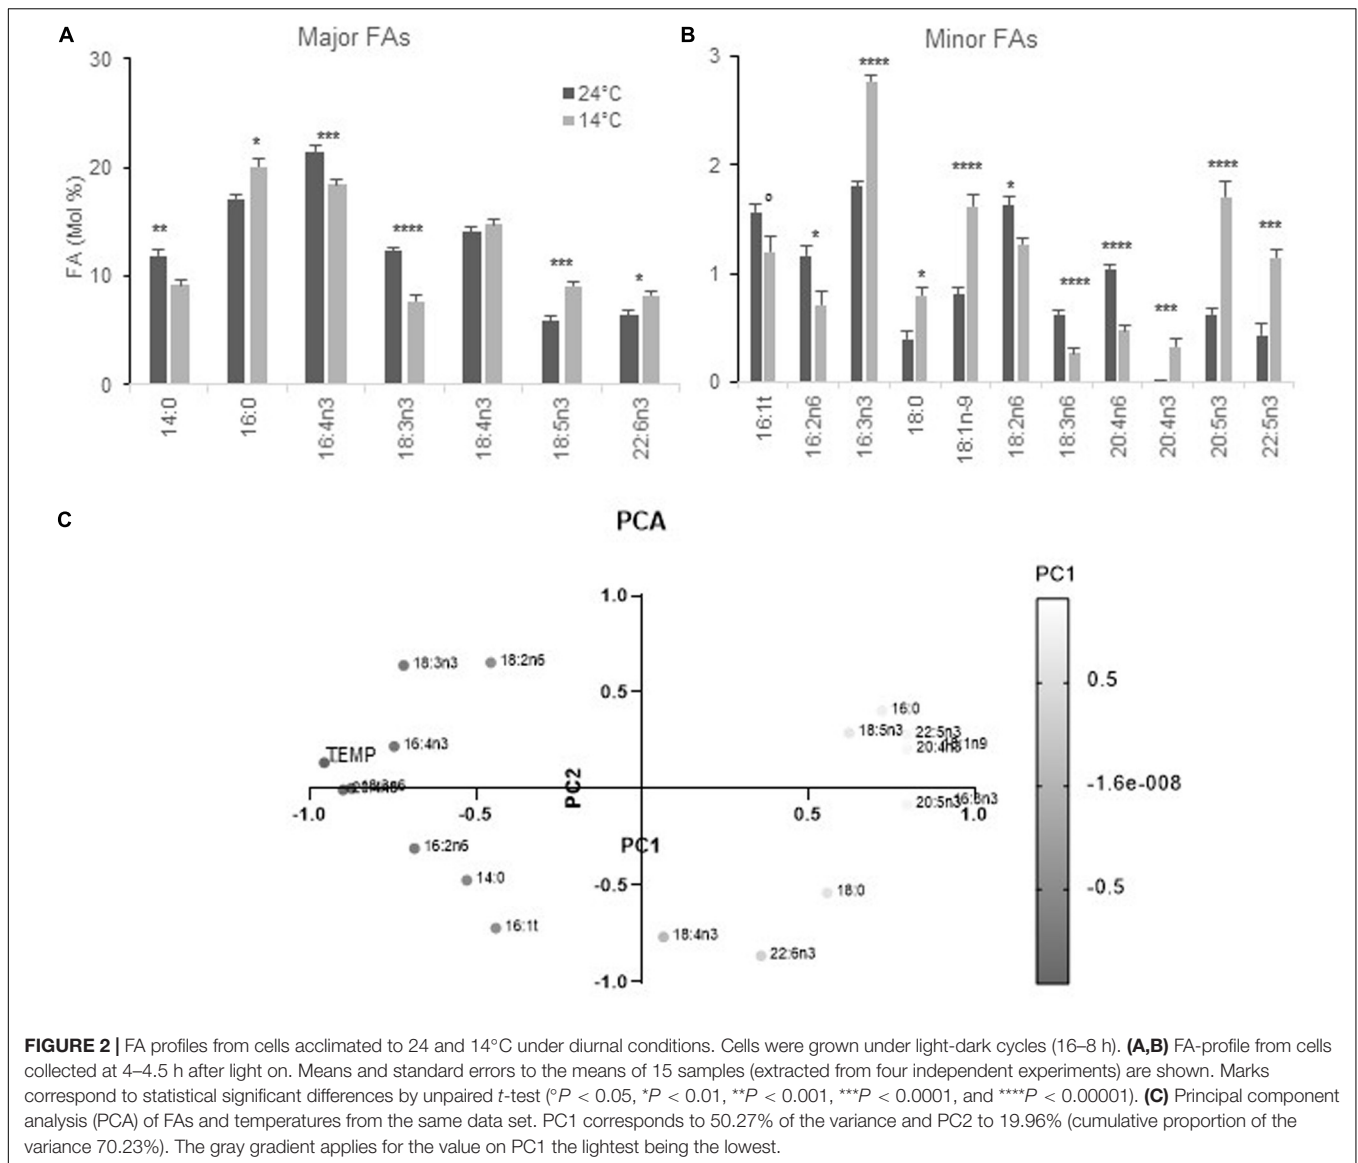 A
Major FAs
30
20
10
0
FA (Mol %)
24°C
14°C
**
*
***
****
***
*
14:0
16:0
16:4n3
18:3n3
18:4n3
18:5n3
22:6n3
B
Minor FAs
3
2
1
0
°
*
****
*
****
*
****
****
***
****
***
16:1t
16:2n6
16:3n3
18:0
18:1n-9
18:2n6
18:3n6
20:4n6
20:4n3
20:5n3
22:5n3
C
PCA
PC1
1.0
0.5
-0.5
-1.0
-1.0
-0.5
0.5
1.0
PC2
PC1
18:3n3
18:2n6
16:4n3
TEMP
16:2n6
14:0
16:1t
18:4n3
22:6n3
18:0
16:0
18:5n3
22:5n3
20:5n3
16:3n3
0.5
-1.6e-008
-0.5
FIGURE 2 | FA profiles from cells acclimated to 24 and 14°C under diurnal conditions. Cells were grown under light-dark cycles (16–8 h). (A,B) FA-profile from cells
collected at 4–4.5 h after light on. Means and standard errors to the means of 15 samples (extracted from four independent experiments) are shown. Marks
correspond to statistical significant differences by unpaired t-test (°P < 0.05, *P < 0.01, **P < 0.001, ***P < 0.0001, and ****P < 0.00001). (C) Principal component
analysis (PCA) of FAs and temperatures from the same data set. PC1 corresponds to 50.27% of the variance and PC2 to 19.96% (cumulative proportion of the
variance 70.23%). The gray gradient applies for the value on PC1 the lightest being the lowest.